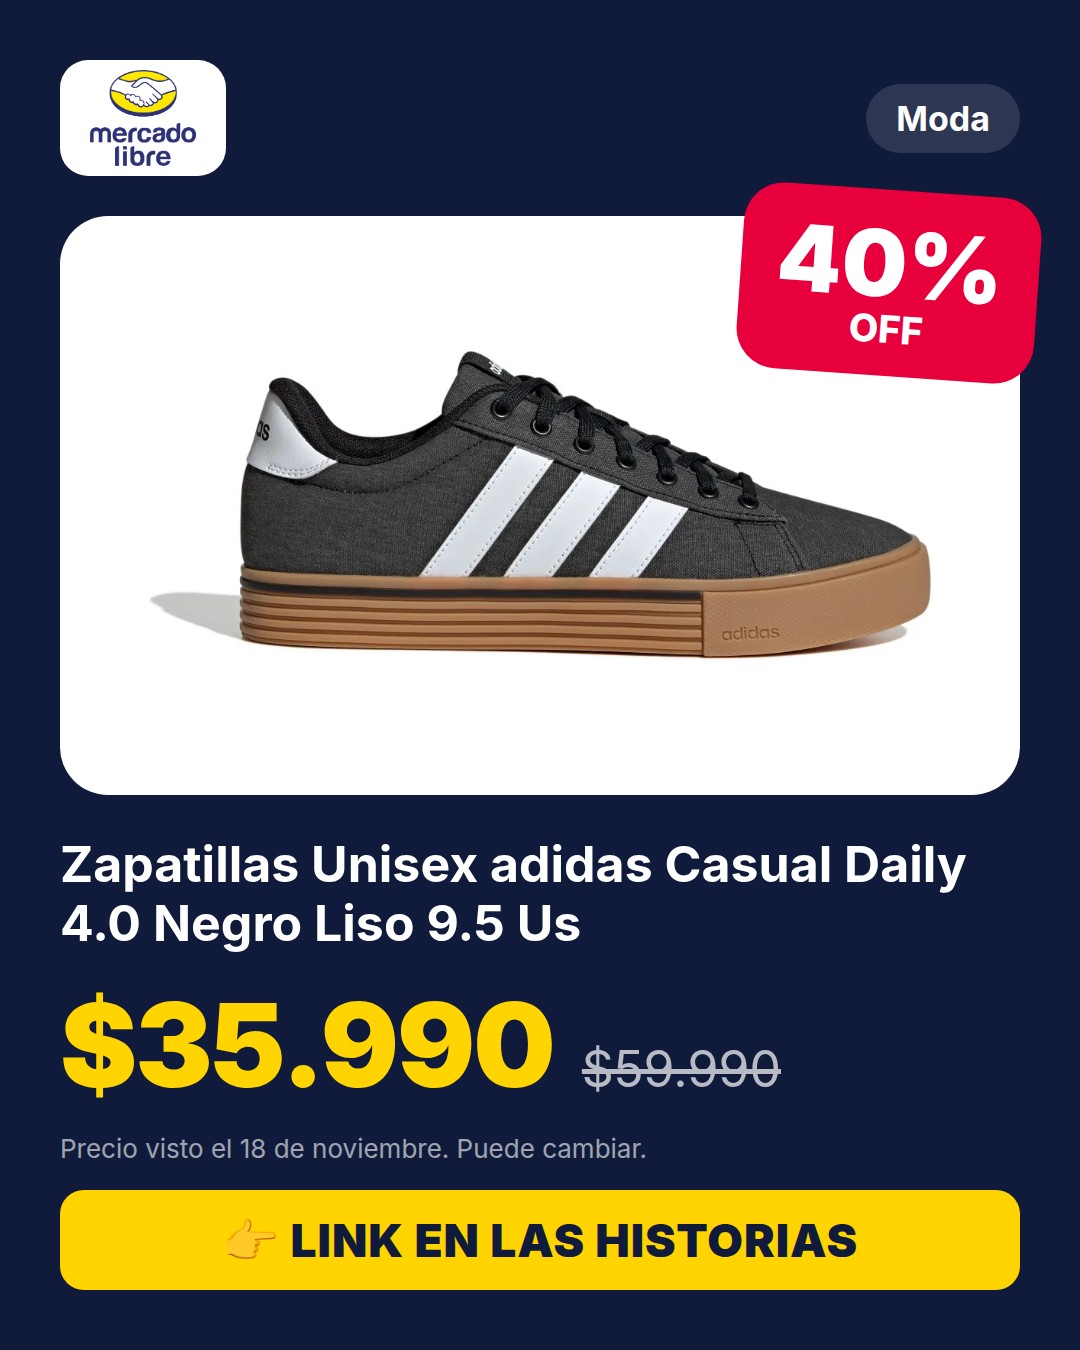 mercado
libre
Moda
40%
OFF
adidas
Zapatillas Unisex adidas Casual Daily
4.0 Negro Liso 9.5 Us
$35.990 $59.990
Precio visto el 18 de noviembre. Puede cambiar.
👉 LINK EN LAS HISTORIAS